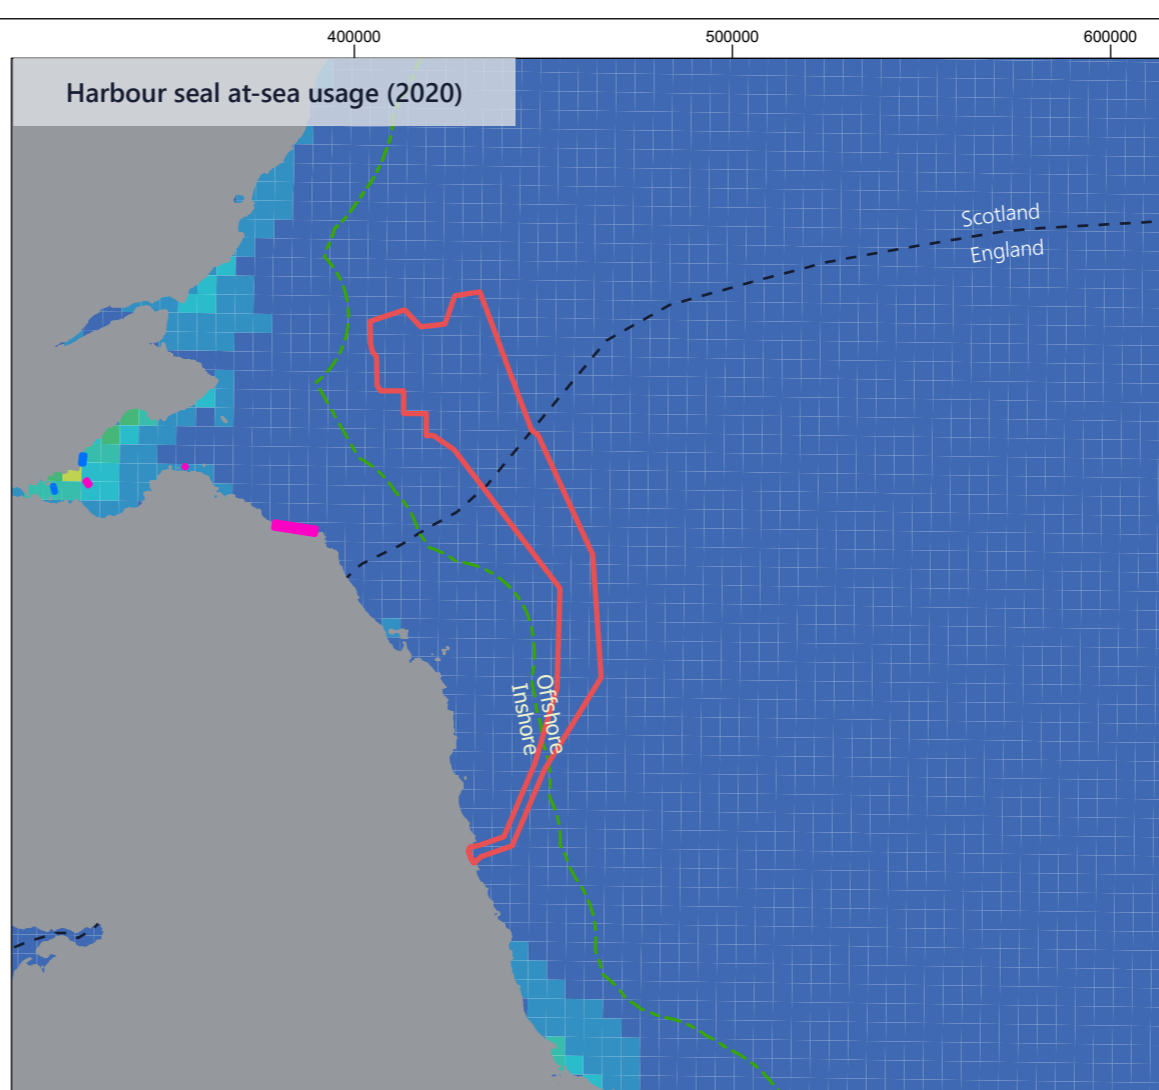 400000
500000
600000
Harbour seal at-sea usage (2020)
Scotland
England
Offshore
Inshore